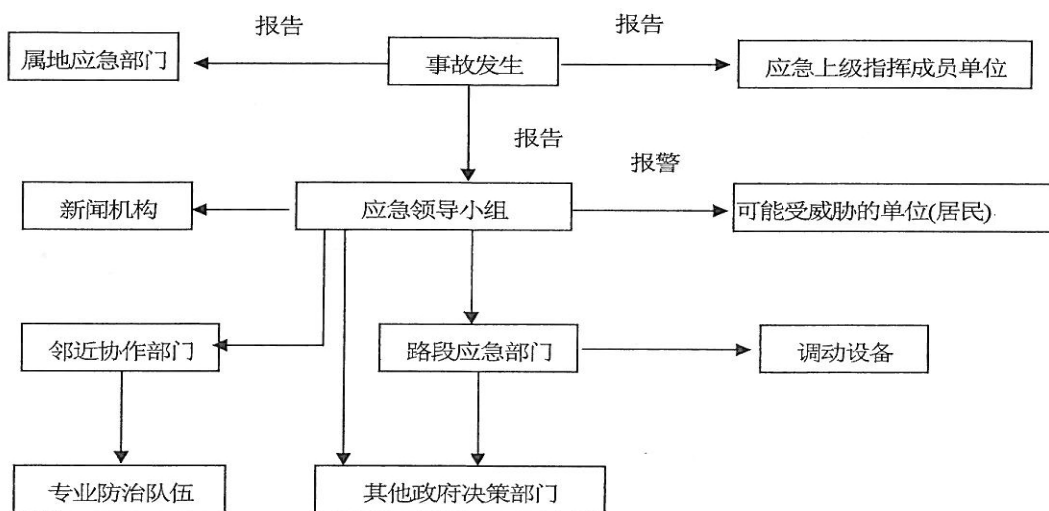 报告
报告
属地应急部门
事故发生
应急上级指挥成员单位
报告
报警
新闻机构
应急领导小组
可能受威胁的单位(居民)
邻近协作部门
路段应急部门
调动设备
专业防治队伍
其他政府决策部门